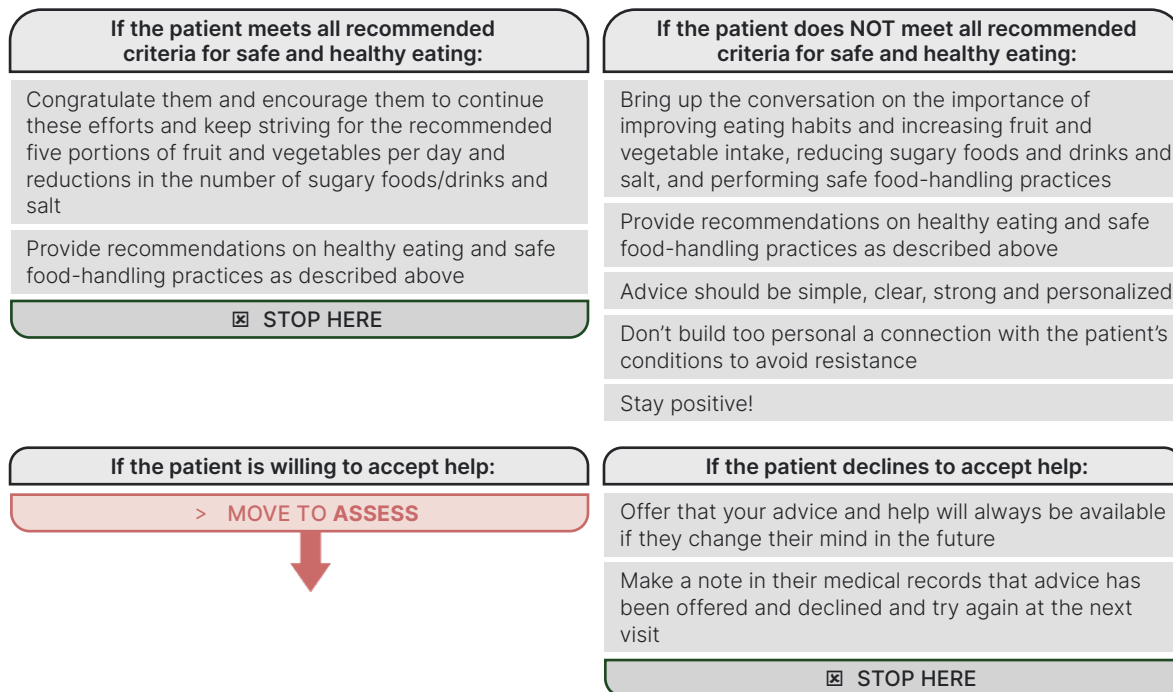 If the patient meets all recommended
criteria for safe and healthy eating:
Congratulate them and encourage them to continue
these efforts and keep striving for the recommended
five portions of fruit and vegetables per day and
reductions in the number of sugary foods/drinks and
salt
Provide recommendations on healthy eating and safe
food-handling practices as described above
☒ STOP HERE
If the patient does NOT meet all recommended
criteria for safe and healthy eating:
Bring up the conversation on the importance of
improving eating habits and increasing fruit and
vegetable intake, reducing sugary foods and drinks and
salt, and performing safe food-handling practices
Provide recommendations on healthy eating and safe
food-handling practices as described above
Advice should be simple, clear, strong and personalized
Don’t build too personal a connection with the patient’s
conditions to avoid resistance
Stay positive!
If the patient is willing to accept help:
> MOVE TO ASSESS
If the patient declines to accept help:
Offer that your advice and help will always be available
if they change their mind in the future
Make a note in their medical records that advice has
been offered and declined and try again at the next
visit
☒ STOP HERE